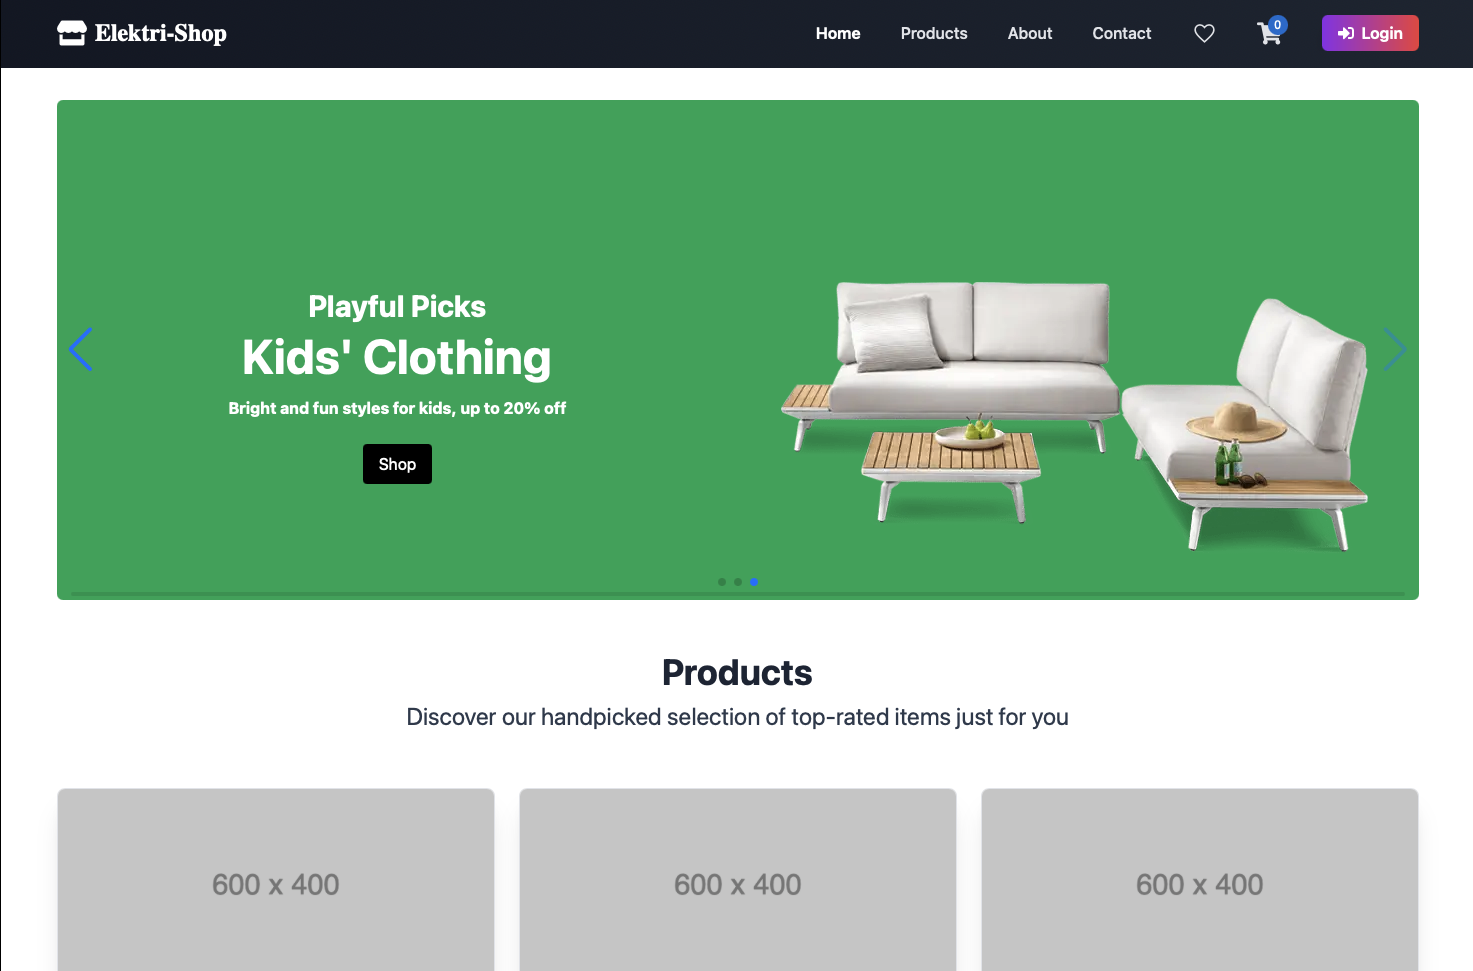 Elektri-Shop
Home
Products
About
Contact
0
Login
Playful Picks
Kids' Clothing
Bright and fun styles for kids, up to 20% off
Shop
Products
Discover our handpicked selection of top-rated items just for you
600 x 400
600 x 400
600 x 400